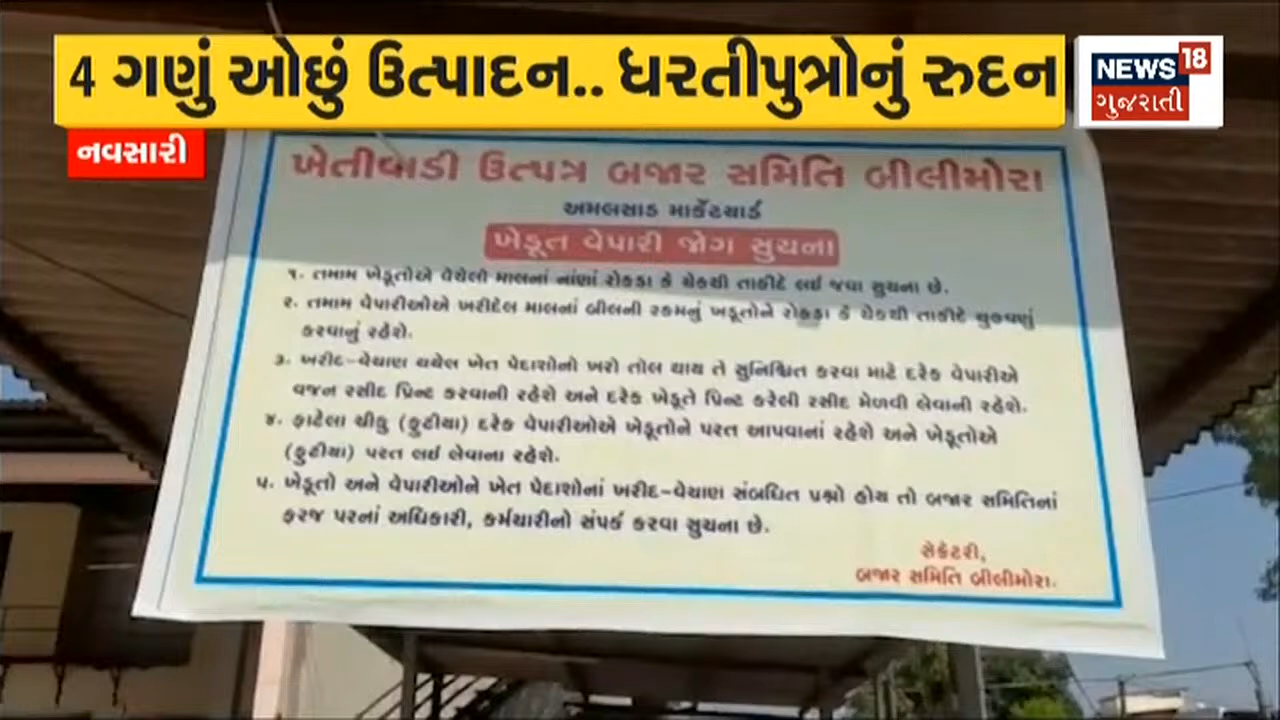 4 ગણું ઓછું ઉત્પાદન.. ધરતીપુત્રોનું રુદન
NEWS 18
ગુજરાતી
નવસારી
ખેતીવાડી ઉત્પન્ન બજાર સમિતિ બીલીમોરા
અમલસાડ માર્કેટયાર્ડ
ખેડૂત વેપારી જોગ સુચના
૧. તમામ ખેડૂતોએ વેચેલી માલનાં નાંણાં રોકડા કે ચેકથી તાકીદે લઈ જવા સુચના છે.
૨. તમામ વેપારીઓએ ખરીદેલ માલનાં બીલની રકમનું ખડૂતોને રોકડા કે ચેકથી તાકીદે ચુકવણું
કરવાનું રહેશે.
૩. ખરીદ-વેચાણ થયેલ ખેત પેદાશોનો ખરો તોલ થાય તે સુનિશ્ચિત કરવા માટે દરેક વેપારીએ
વજન રસીદ પ્રિન્ટ કરવાની રહેશે અને દરેક ખેડૂતે પ્રિન્ટ કરેલી રસીદ મેળવી લેવાની રહેશે.
૪. ફાટેલા ચીકુ (કુટીયા) દરેક વેપારીઓએ ખેડૂતોને પરત આપવાનાં રહેશે અને ખેડૂતોએ
(કુટીયા) પરત લઈ લેવાના રહેશે.
૫. ખેડૂતો અને વેપારીઓને ખેત પેદાશોનાં ખરીદ-વેચાણ સંબધિત પ્રશ્નો હોય તો બજાર સમિતિનાં
ફરજ પરનાં અધિકારી, કર્મચારીનો સંપર્ક કરવા સુચના છે.
સેક્રેટરી,
બજાર સમિતિ બીલીમોરા.